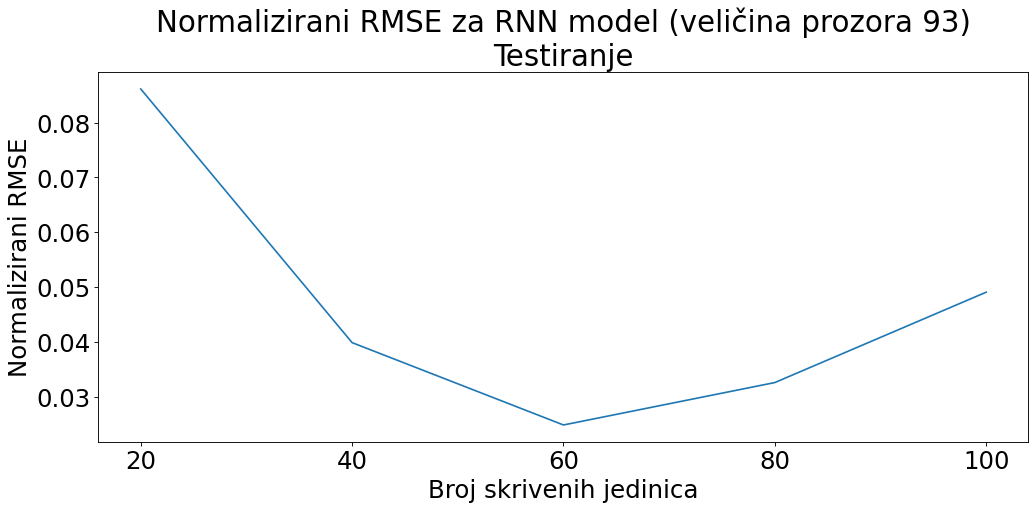 Normalizirani RMSE za RNN model (veličina prozora 93)
Testiranje
Normalizirani RMSE
0.08
0.07
0.06
0.05
0.04
0.03
20 40 60 80 100
Broj skrivenih jedinica